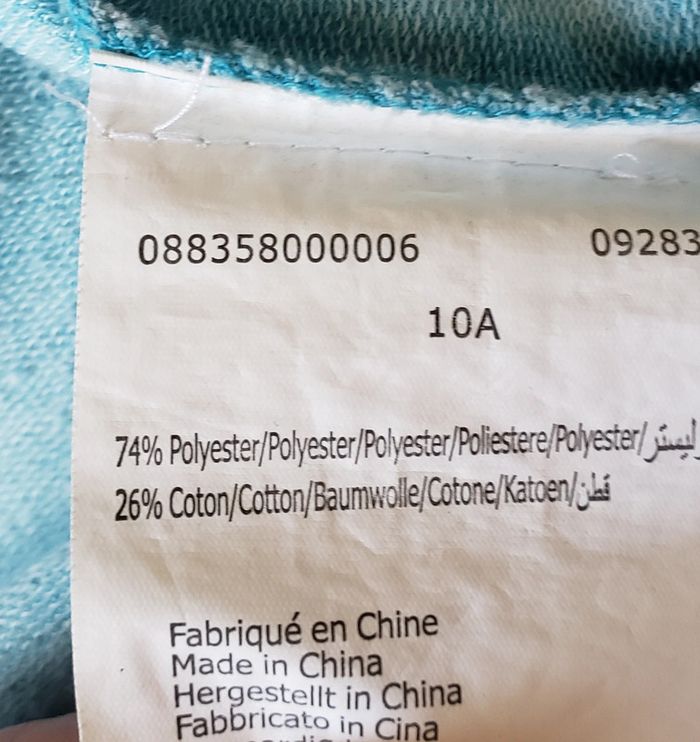 088358000006 09283
10A
74% Polyester/Polyester/Polyester/Poliestere/Polyester/
26% Coton/Cotton/Baumwolle/Cotone/Katoen/قطن
Fabriqué en Chine
Made in China
Hergestellt in China
Fabbricato in Cina